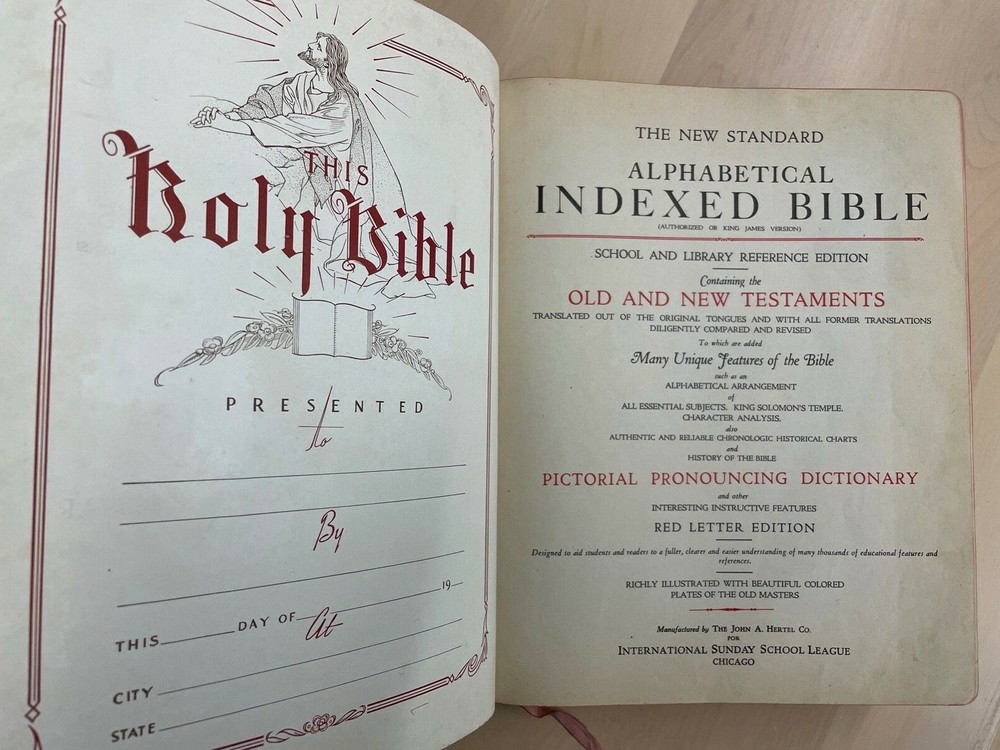 THIS
Holy Bible
PRESENTED
to
By
THIS DAY OF 19
At
CITY
STATE
THE NEW STANDARD
ALPHABETICAL
INDEXED BIBLE
(AUTHORIZED OR KING JAMES VERSION)
SCHOOL AND LIBRARY REFERENCE EDITION
Containing the
OLD AND NEW TESTAMENTS
TRANSLATED OUT OF THE ORIGINAL TONGUES AND WITH ALL FORMER TRANSLATIONS
DILIGENTLY COMPARED AND REVISED
To which are added
Many Unique Features of the Bible
such as an
ALPHABETICAL ARRANGEMENT
of
ALL ESSENTIAL SUBJECTS, KING SOLOMON'S TEMPLE,
CHARACTER ANALYSIS,
also
AUTHENTIC AND RELIABLE CHRONOLOGIC HISTORICAL CHARTS
and
HISTORY OF THE BIBLE
PICTORIAL PRONOUNCING DICTIONARY
and other
INTERESTING INSTRUCTIVE FEATURES
RED LETTER EDITION
Designed to aid students and readers to a fuller, clearer and easier understanding of many thousands of educational features and
references.
RICHLY ILLUSTRATED WITH BEAUTIFUL COLORED
PLATES OF THE OLD MASTERS
Manufactured by THE JOHN A. HERTEL CO.
FOR
INTERNATIONAL SUNDAY SCHOOL LEAGUE
CHICAGO